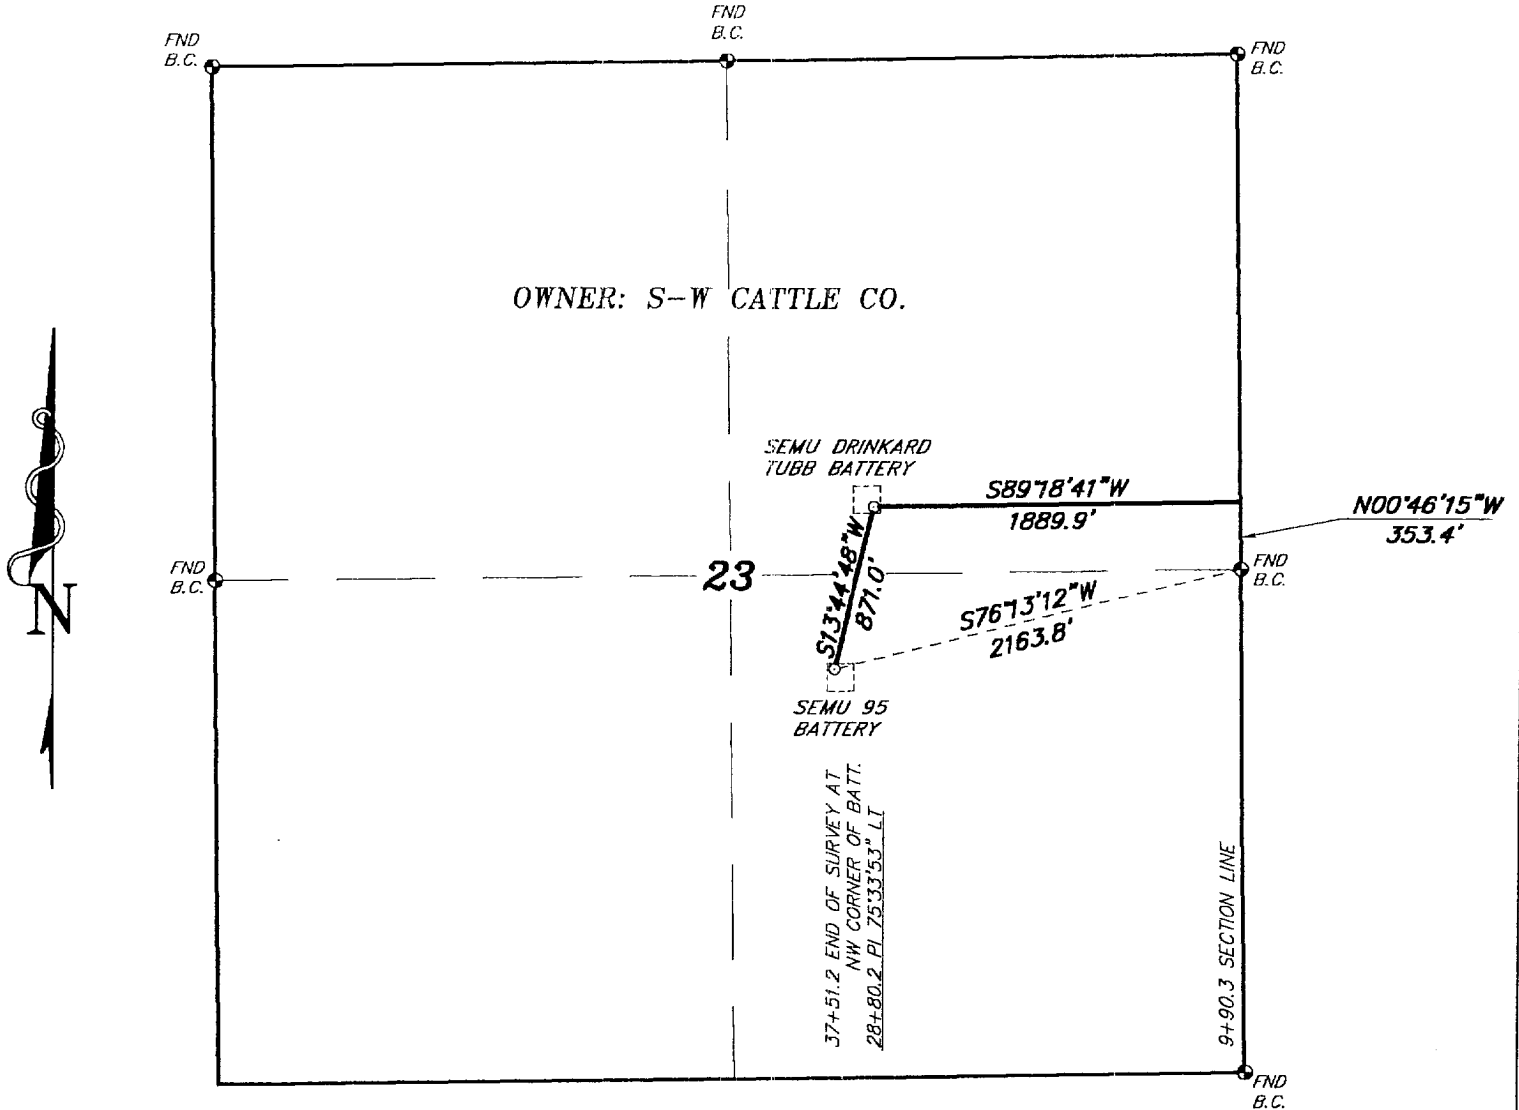 FND
B.C.
FND
B.C.
FND
B.C.
OWNER: S-W CATTLE CO.
SEMU DRINKARD
TUBB BATTERY
S89°18'41"W
1889.9'
N00°46'15"W
353.4'
FND
B.C.
23
S13°44'48"W
871.0'
FND
B.C.
S76°13'12"W
2163.8'
SEMU 95
BATTERY
37+51.2 END OF SURVEY AT
NW CORNER OF BATT.
28+80.2 PI 75°33'53" LT
9+90.3 SECTION LINE
N
FND
B.C.